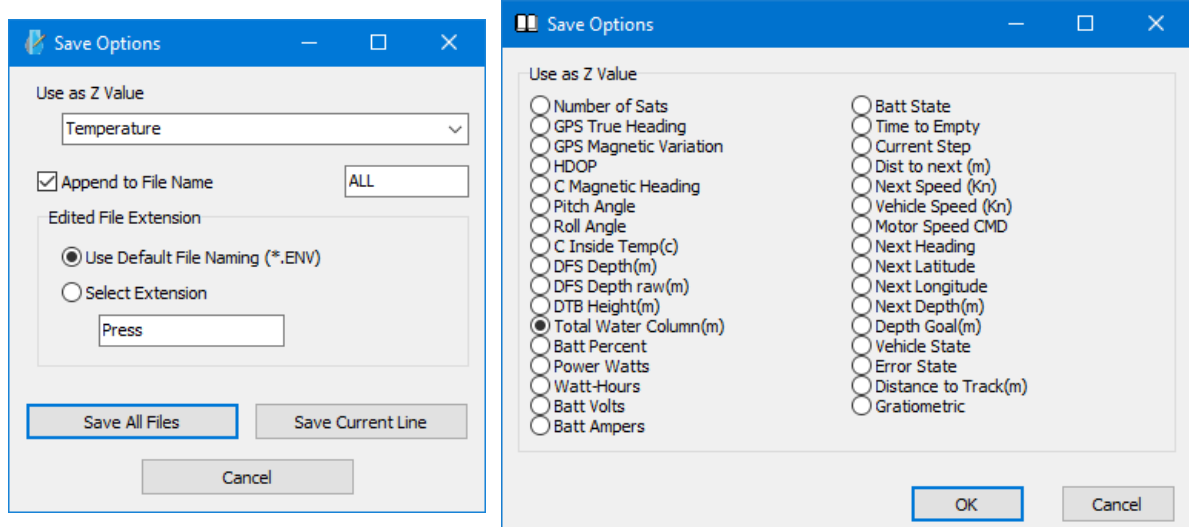 Save Options
Use as Z Value
Temperature
Append to File Name ALL
Edited File Extension
Use Default File Naming (*.ENV)
Select Extension
Press
Save All Files Save Current Line
Cancel
Save Options
Use as Z Value
Number of Sats
GPS True Heading
GPS Magnetic Variation
HDOP
C Magnetic Heading
Pitch Angle
Roll Angle
C Inside Temp(c)
DFS Depth(m)
DFS Depth raw(m)
DTB Height(m)
Total Water Column(m)
Batt Percent
Power Watts
Watt-Hours
Batt Volts
Batt Ampers
Batt State
Time to Empty
Current Step
Dist to next (m)
Next Speed (Kn)
Vehicle Speed (Kn)
Motor Speed CMD
Next Heading
Next Latitude
Next Longitude
Next Depth(m)
Depth Goal(m)
Vehicle State
Error State
Distance to Track(m)
Gratiometric
OK Cancel